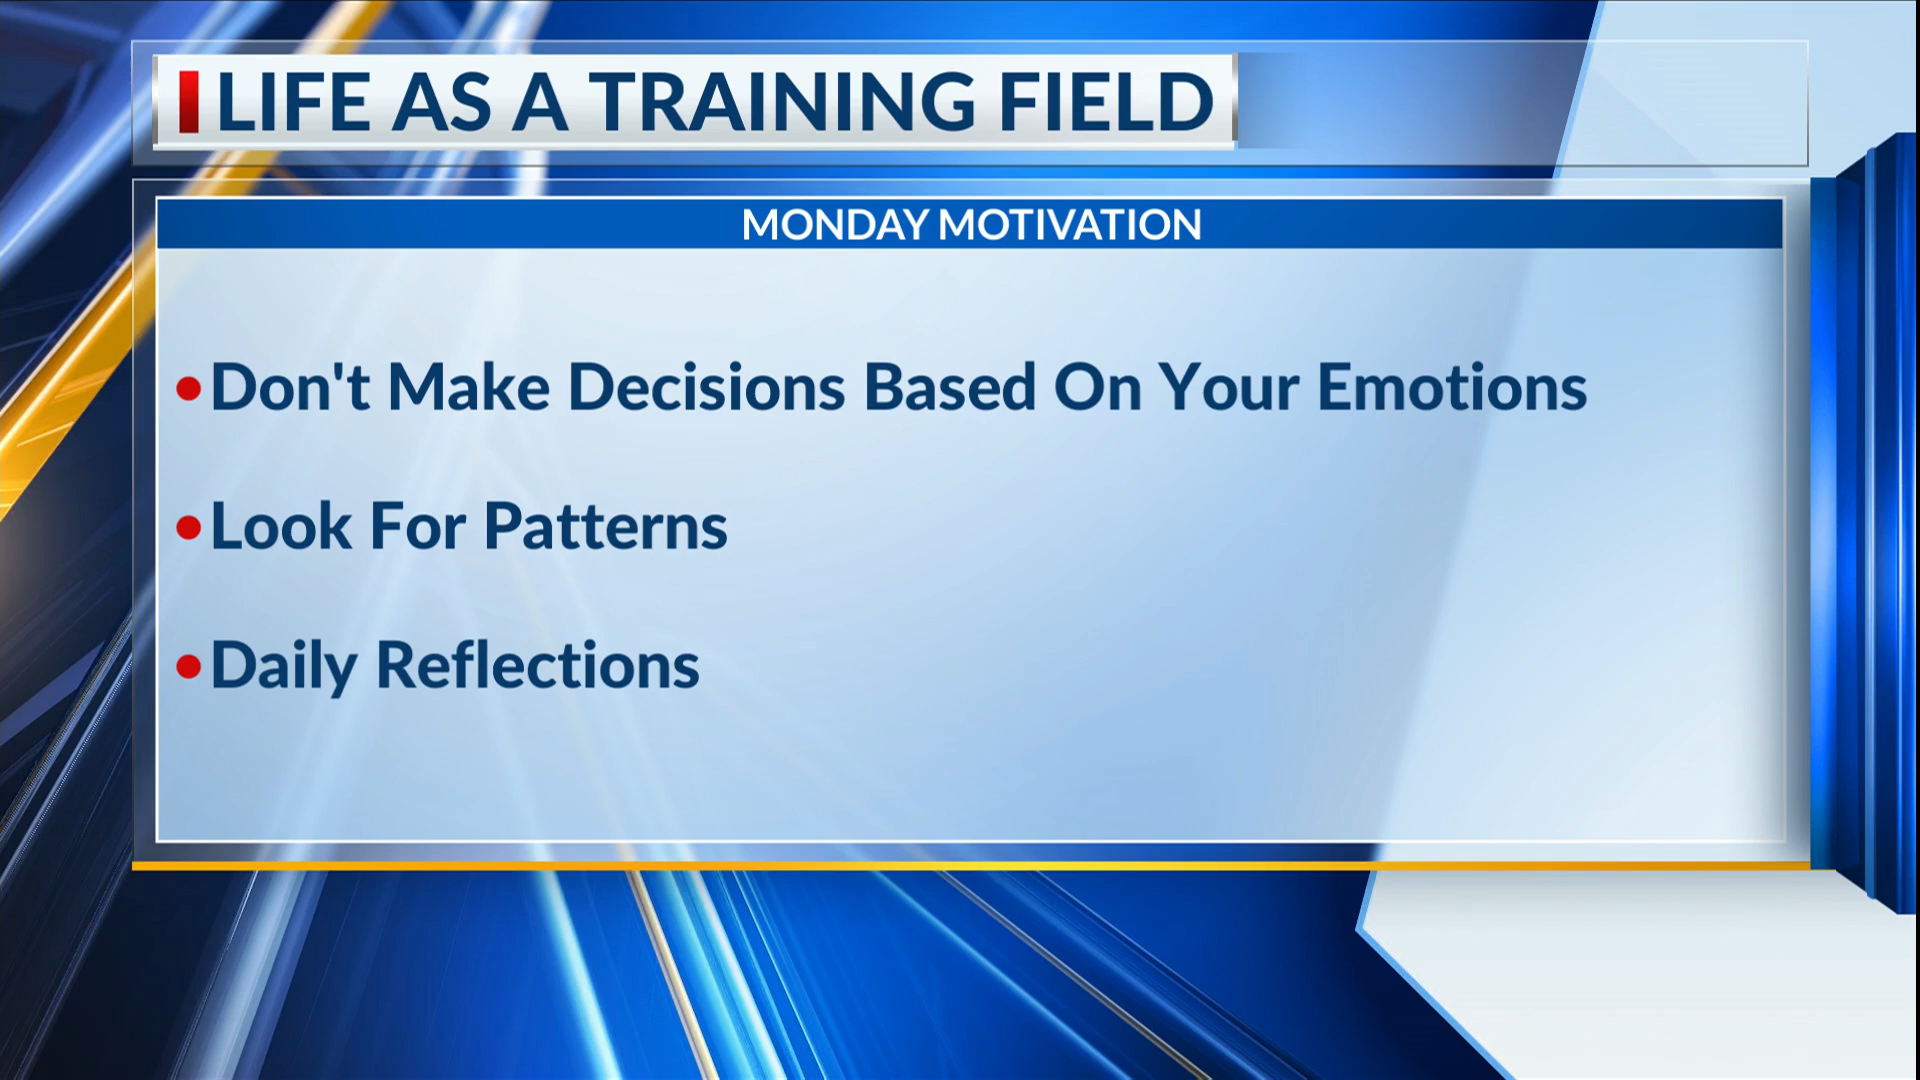 LIFE AS A TRAINING FIELD
MONDAY MOTIVATION
•Don't Make Decisions Based On Your Emotions
•Look For Patterns
•Daily Reflections